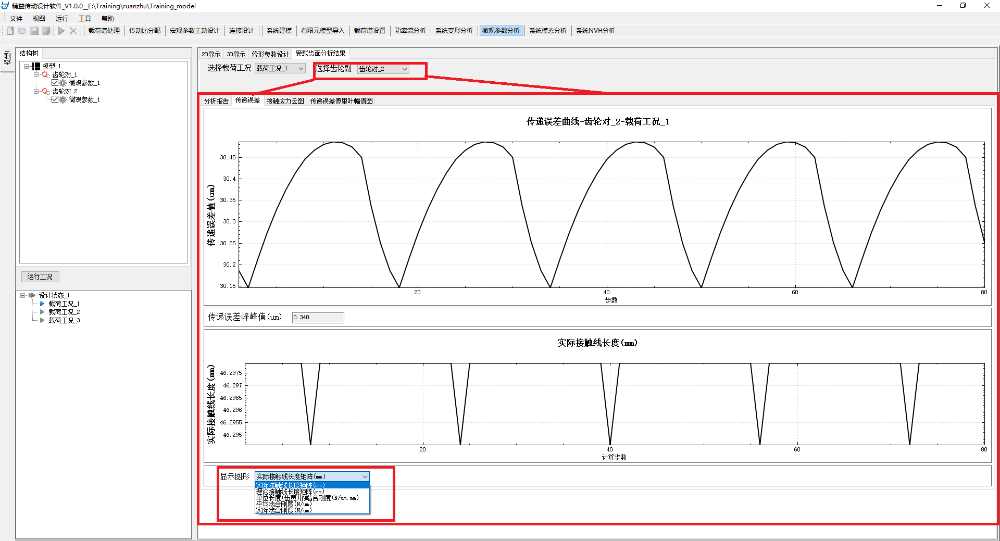 精益传动设计软件_V1.0.0__E:\Training\ruanzhu\Training_model
文件 视图 运行 工具 帮助
载荷谱处理 传动比分配 宏观参数主动设计 连接设计 系统建模 有限元模型导入 载荷谱设置 功率流分析 系统变形分析 微观参数分析 系统模态分析 系统NVH分析
模型1
结构树
模型_1
齿轮对_1
微观参数_1
齿轮对_2
微观参数_1
运行工况
设计状态_1
载荷工况_1
载荷工况_2
载荷工况_3
2D显示 3D显示 修形参数设计 受载齿面分析结果
选择载荷工况 载荷工况_1 选择齿轮副 齿轮对_2
分析报告 传递误差 接触应力云图 传递误差傅里叶幅值图
传递误差曲线-齿轮对_2-载荷工况_1
传递误差值(um)
30.45
30.4
30.35
30.3
30.25
30.2
30.15
20 40 60 80
步数
传递误差峰峰值(um) 0.340
实际接触线长度(mm)
实际接触线长度(mm)
46.2975
46.297
46.2965
46.296
46.2955
46.295
20 40 60 80
计算步数
显示图形 实际接触线长度矩阵(mm)
实际接触线长度矩阵(mm)
理论接触线长度矩阵(mm)
单位长度(齿宽)的啮合刚度(N/um.mm)
平均啮合刚度(N/um)
实际啮合刚度(N/um)